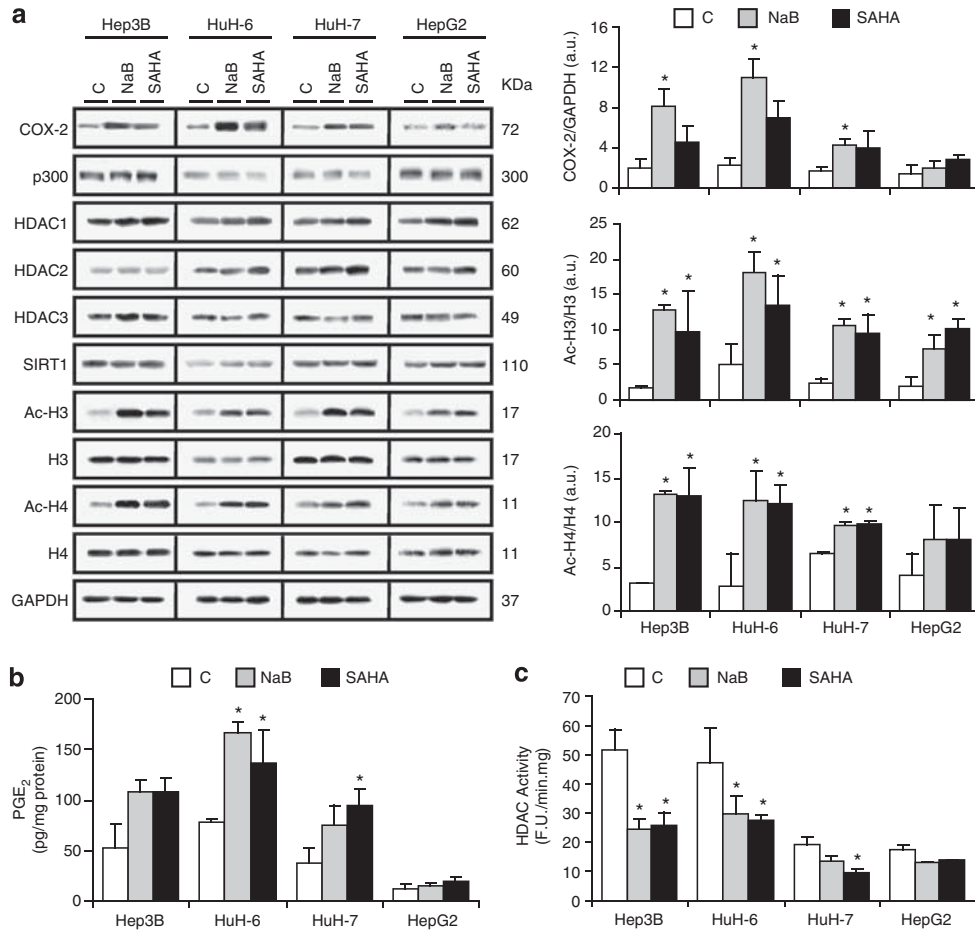 a
Hep3B HuH-6 HuH-7 HepG2
C NaB SAHA C NaB SAHA C NaB SAHA C NaB SAHA KDa
COX-2 72
p300 300
HDAC1 62
HDAC2 60
HDAC3 49
SIRT1 110
Ac-H3 17
H3 17
Ac-H4 11
H4 11
GAPDH 37
C NaB SAHA
COX-2/GAPDH (a.u.)
16
12
8
4
0
* * *
Ac-H3/H3 (a.u.)
25
20
15
10
5
0
* * * * * * * *
Ac-H4/H4 (a.u.)
20
15
10
5
0
* * * * * *
Hep3B HuH-6 HuH-7 HepG2
b
C NaB SAHA
PGE2
(pg/mg protein)
200
150
100
50
0
* * *
Hep3B HuH-6 HuH-7 HepG2
c
C NaB SAHA
HDAC Activity
(F.U./min.mg)
70
60
50
40
30
20
10
0
* * * * *
Hep3B HuH-6 HuH-7 HepG2